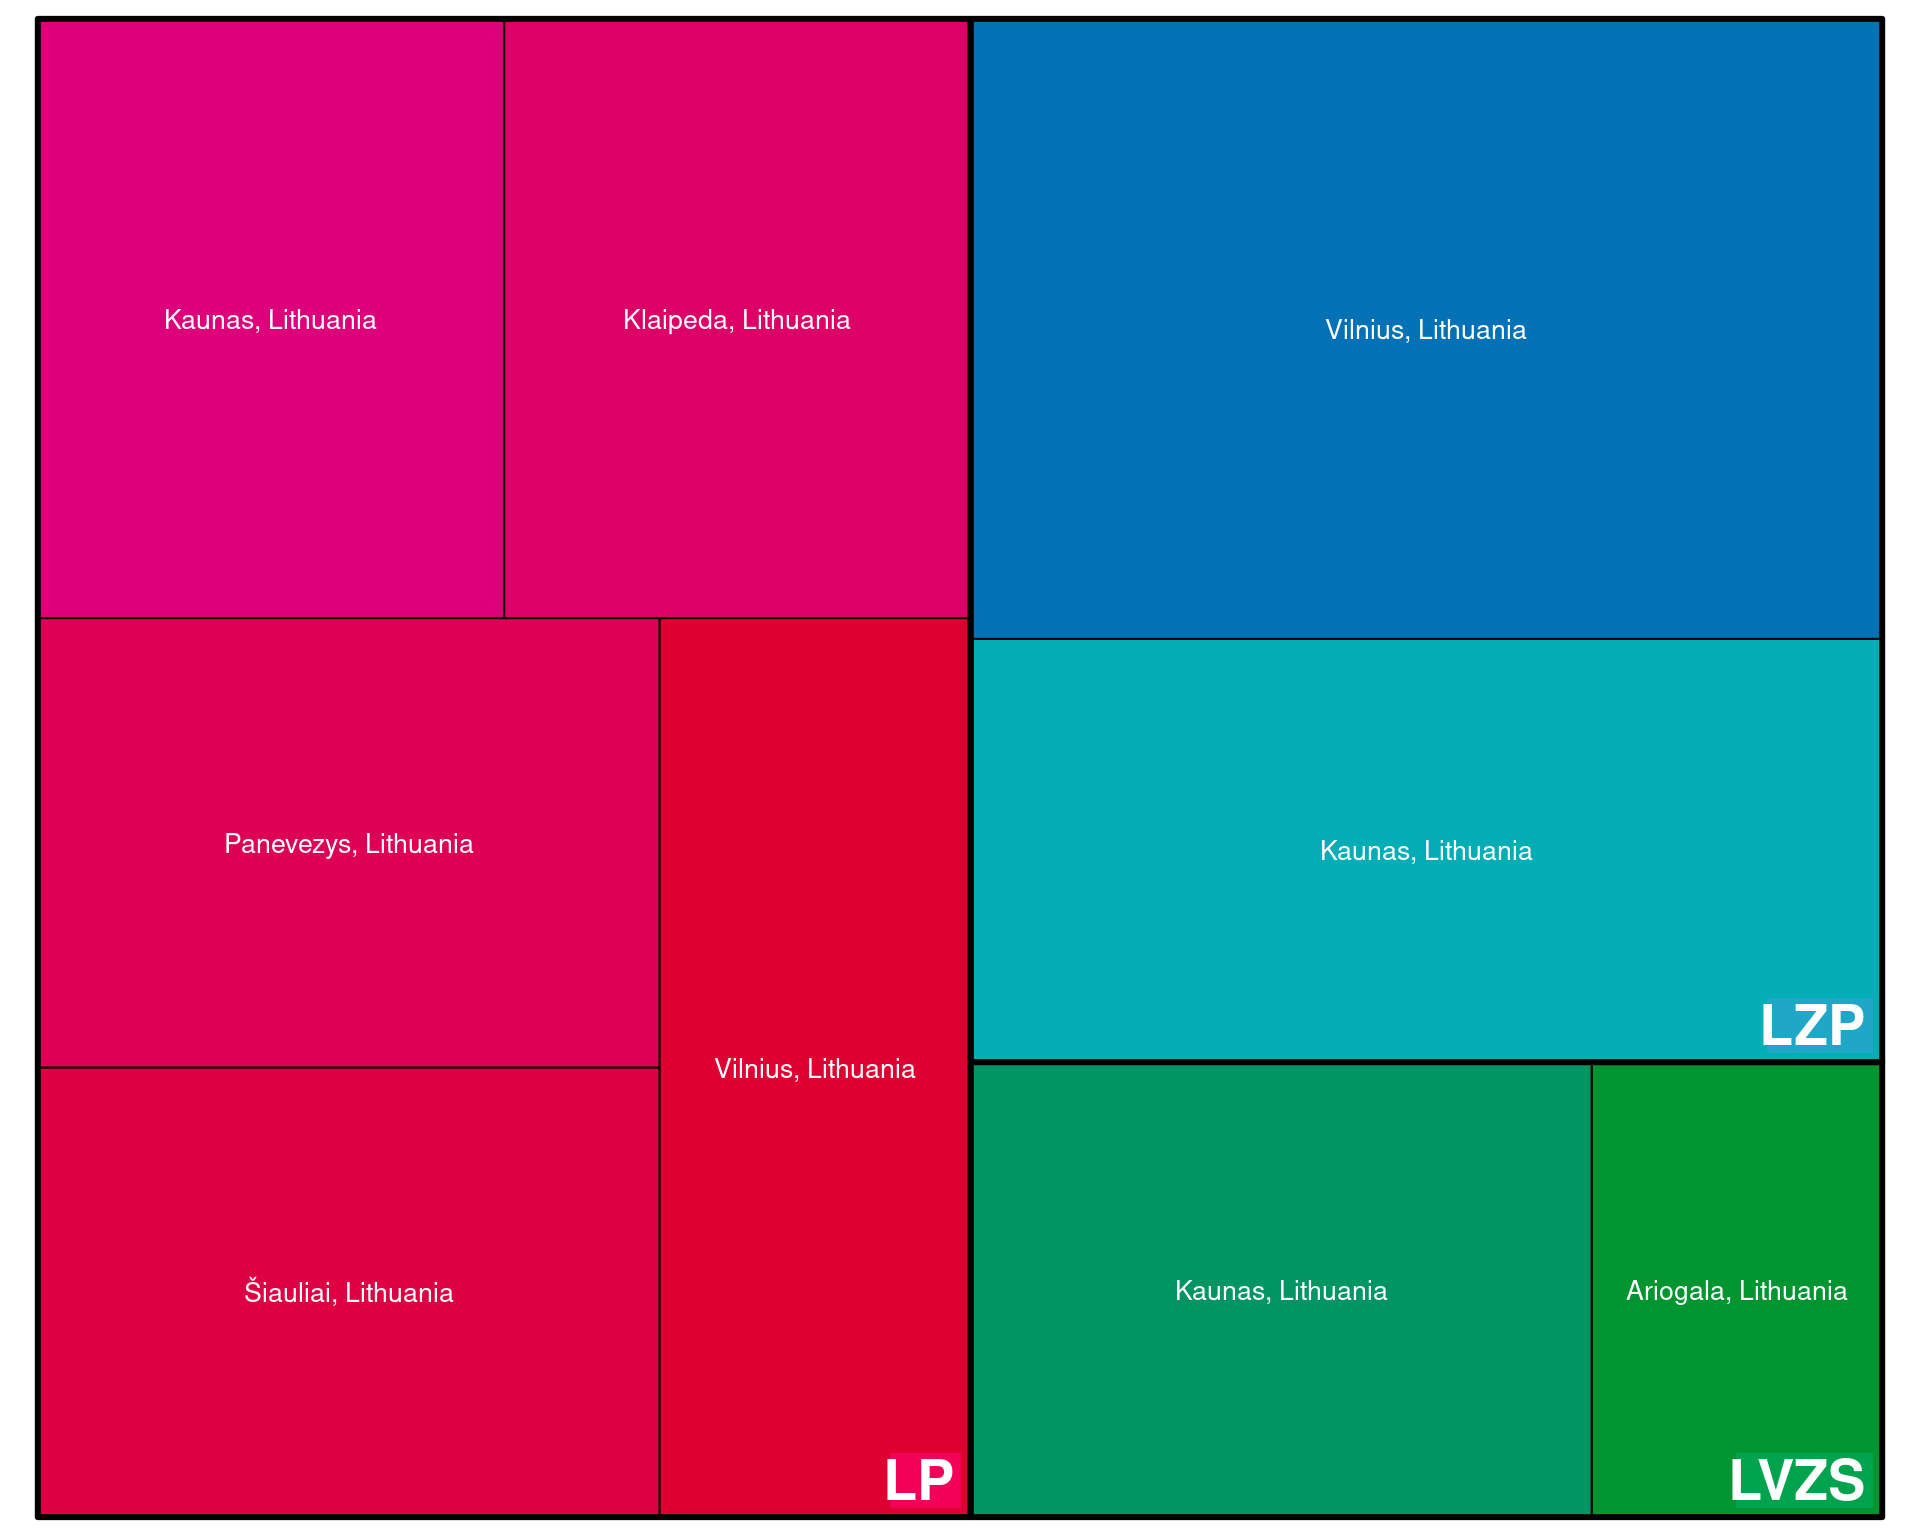 Kaunas, Lithuania
Klaipeda, Lithuania
Panevezys, Lithuania
Vilnius, Lithuania
Šiauliai, Lithuania
LP
Vilnius, Lithuania
Kaunas, Lithuania
LZP
Kaunas, Lithuania
Ariogala, Lithuania
LVZS